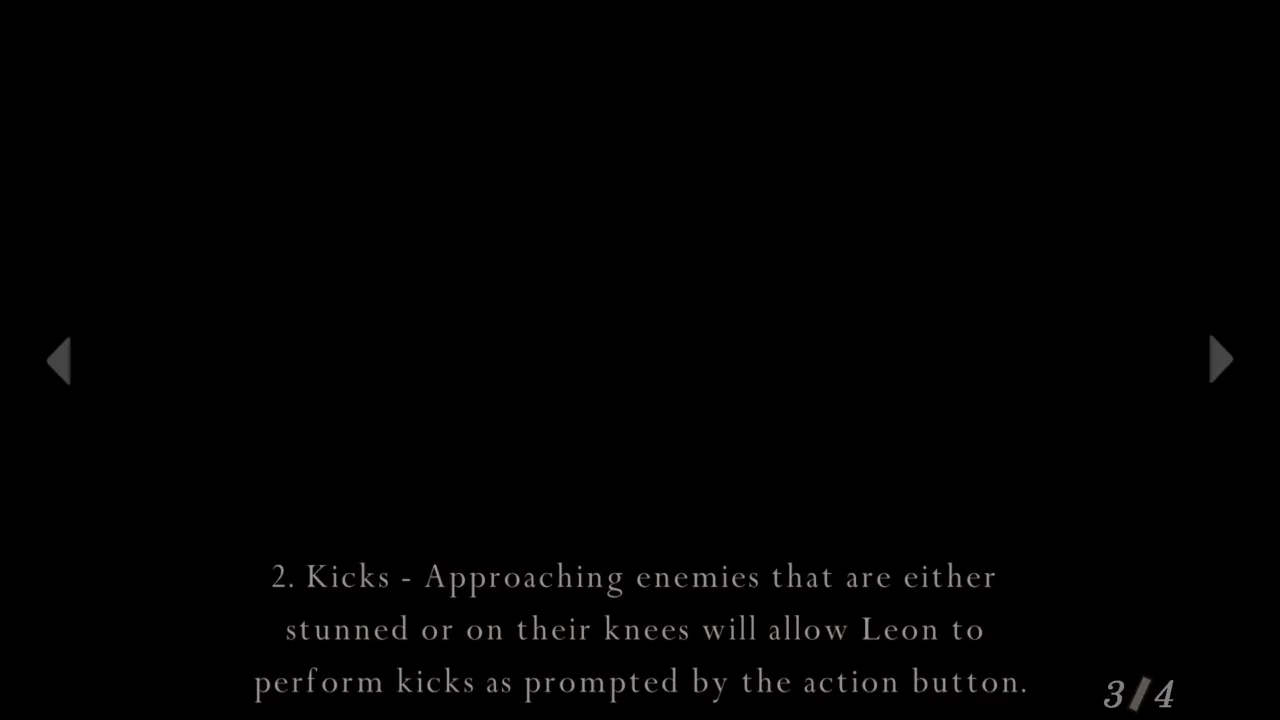 2. Kicks - Approaching enemies that are either
stunned or on their knees will allow Leon to
perform kicks as prompted by the action button.
3/4